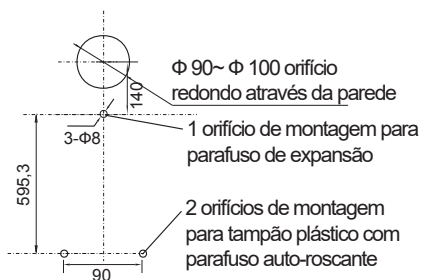 Φ 90~ Φ 100 orifício
redondo através da parede
140
1 orifício de montagem para
parafuso de expansão
3-Φ8
595,3
2 orifícios de montagem
para tampão plástico com
parafuso auto-roscante
90